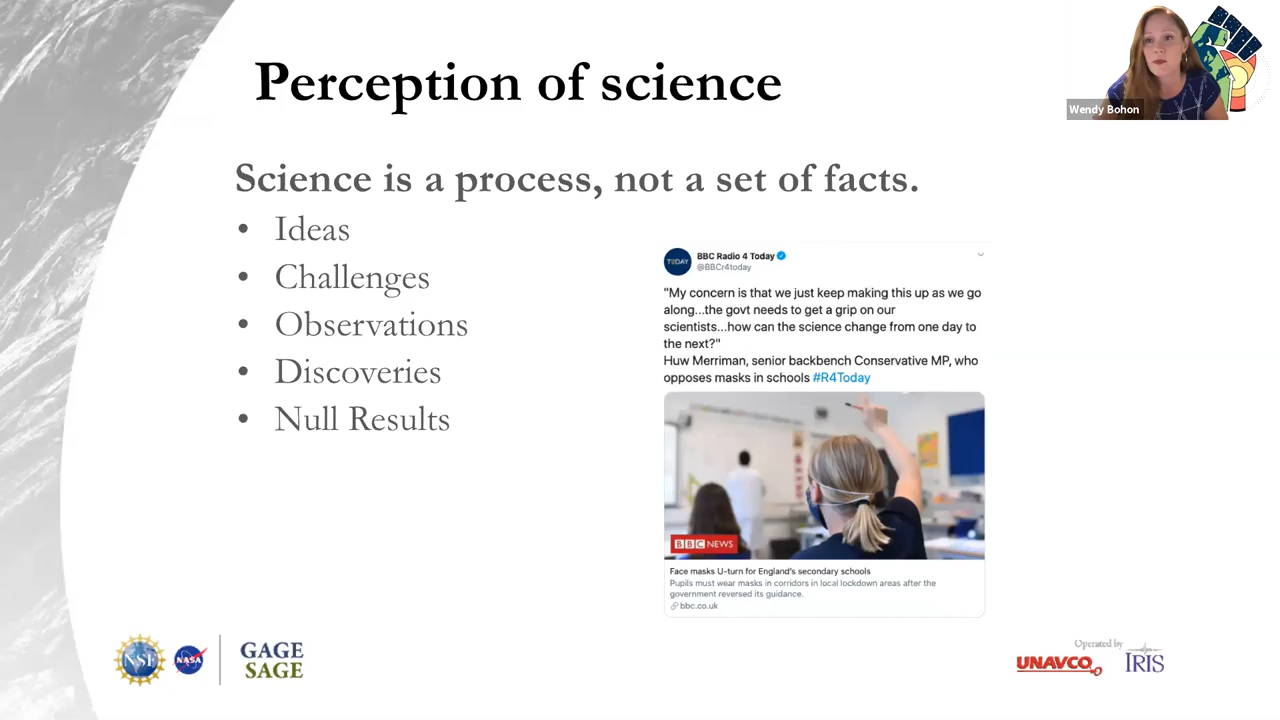 Perception of science
Wendy Bohon
Science is a process, not a set of facts.
• Ideas
• Challenges
• Observations
• Discoveries
• Null Results
TODAY
BBC Radio 4 Today
@BBCr4today
"My concern is that we just keep making this up as we go
along...the govt needs to get a grip on our
scientists...how can the science change from one day to
the next?"
Huw Merriman, senior backbench Conservative MP, who
opposes masks in schools #R4Today
BBC NEWS
Face masks U-turn for England's secondary schools
Pupils must wear masks in corridors in local lockdown areas after the
government reversed its guidance.
bbc.co.uk
NSF
NASA
GAGE
SAGE
Operated by
UNAVCO
IRIS